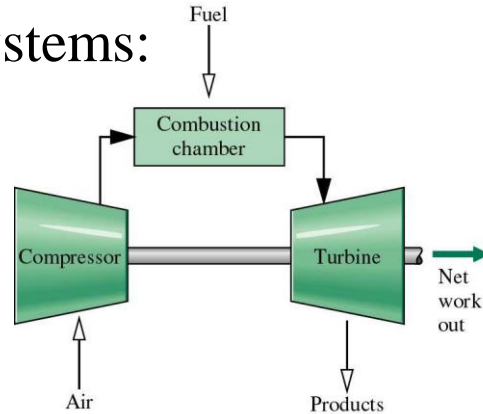 Fuel
stems:
Combustion
chamber
Compressor
Turbine
Net
work
out
Air
Products